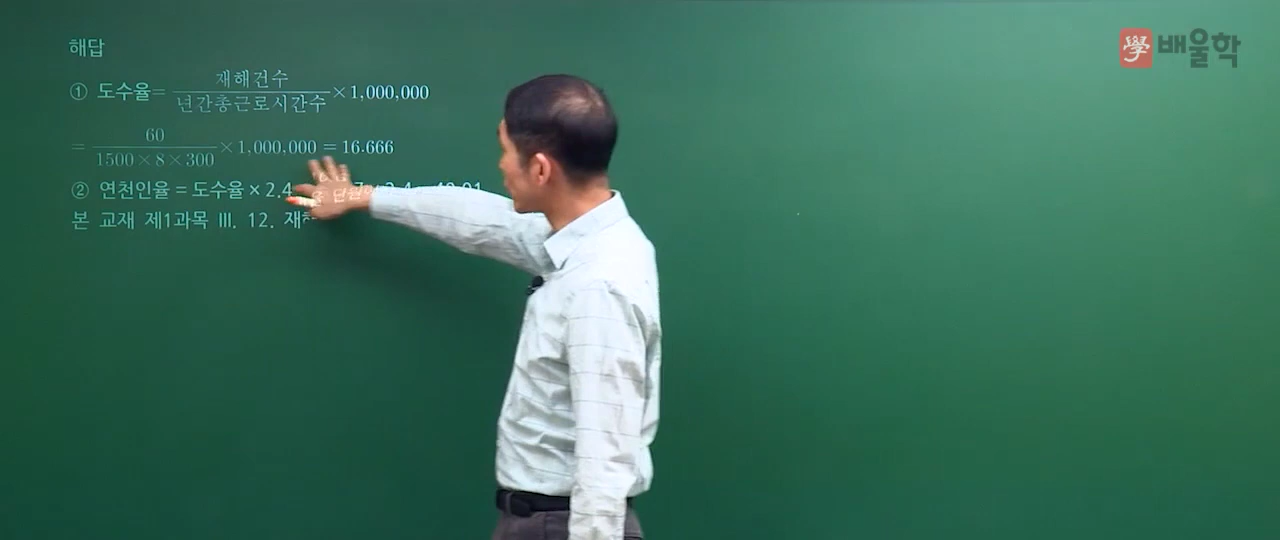 學 배울학
해답
① 도수율= 재해건수 / 년간총근로시간수 ×1,000,000
= 60 / 1500×8×300 ×1,000,000 = 16.666
② 연천인율 = 도수율×2.4
본 교재 제1과목 III. 12.